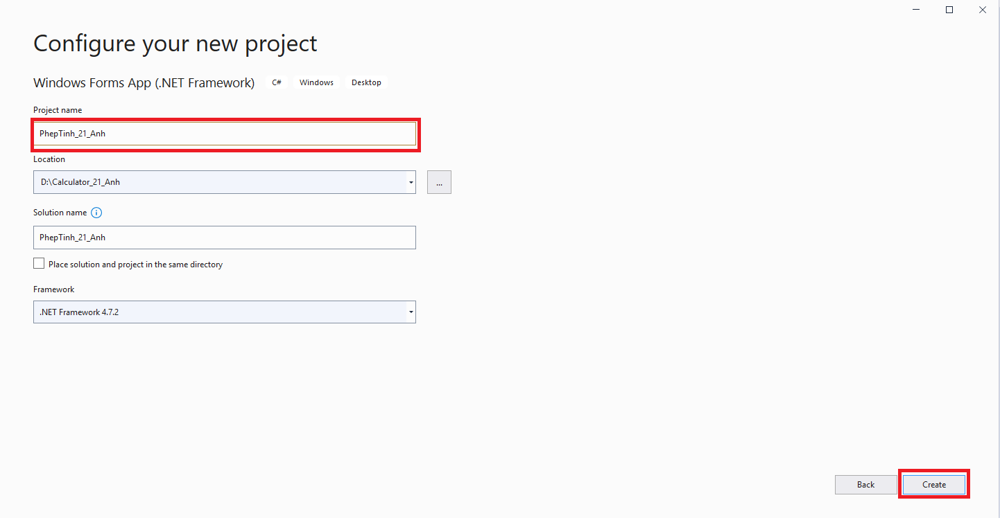 Configure your new project
Windows Forms App (.NET Framework) C# Windows Desktop
Project name
PhepTinh_21_Anh
Location
D:\Calculator_21_Anh
...
Solution name
PhepTinh_21_Anh
Place solution and project in the same directory
Framework
.NET Framework 4.7.2
Back Create